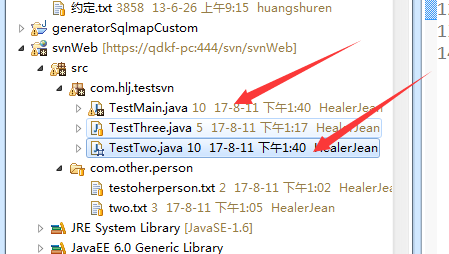 约定.txt 3858 13-6-26 上午9:15 huangshuren
generatorSqlmapCustom
svnWeb [https://qdkf-pc:444/svn/svnWeb]
src
com.hlj.testsvn
TestMain.java 10 17-8-11 下午1:40 HealerJean
TestThree.java 5 17-8-11 下午1:17 HealerJean
TestTwo.java 10 17-8-11 下午1:40 HealerJean
com.other.person
testoherperson.txt 2 17-8-11 下午1:02 HealerJean
two.txt 3 17-8-11 下午1:05 HealerJean
JRE System Library [JavaSE-1.6]
JavaEE 6.0 Generic Library